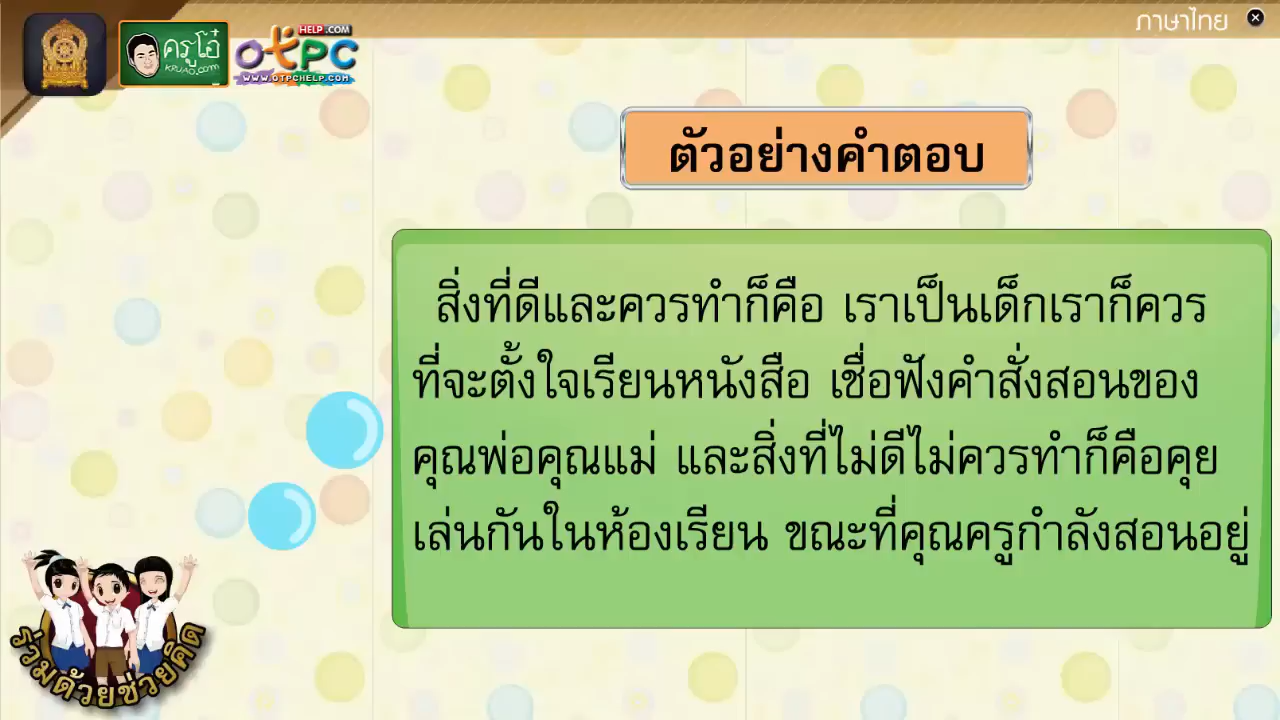 ภาษาไทย
ครูโอ๋
KRUAO.com
HELP.COM
OTPC
WWW.OTPCHELP.COM
ตัวอย่างคำตอบ
สิ่งที่ดีและควรทำก็คือ เราเป็นเด็กเราก็ควร
ที่จะตั้งใจเรียนหนังสือ เชื่อฟังคำสั่งสอนของ
คุณพ่อคุณแม่ และสิ่งที่ไม่ดีไม่ควรทำก็คือคุย
เล่นกันในห้องเรียน ขณะที่คุณครูกำลังสอนอยู่
ร่วมด้วยช่วยคิด